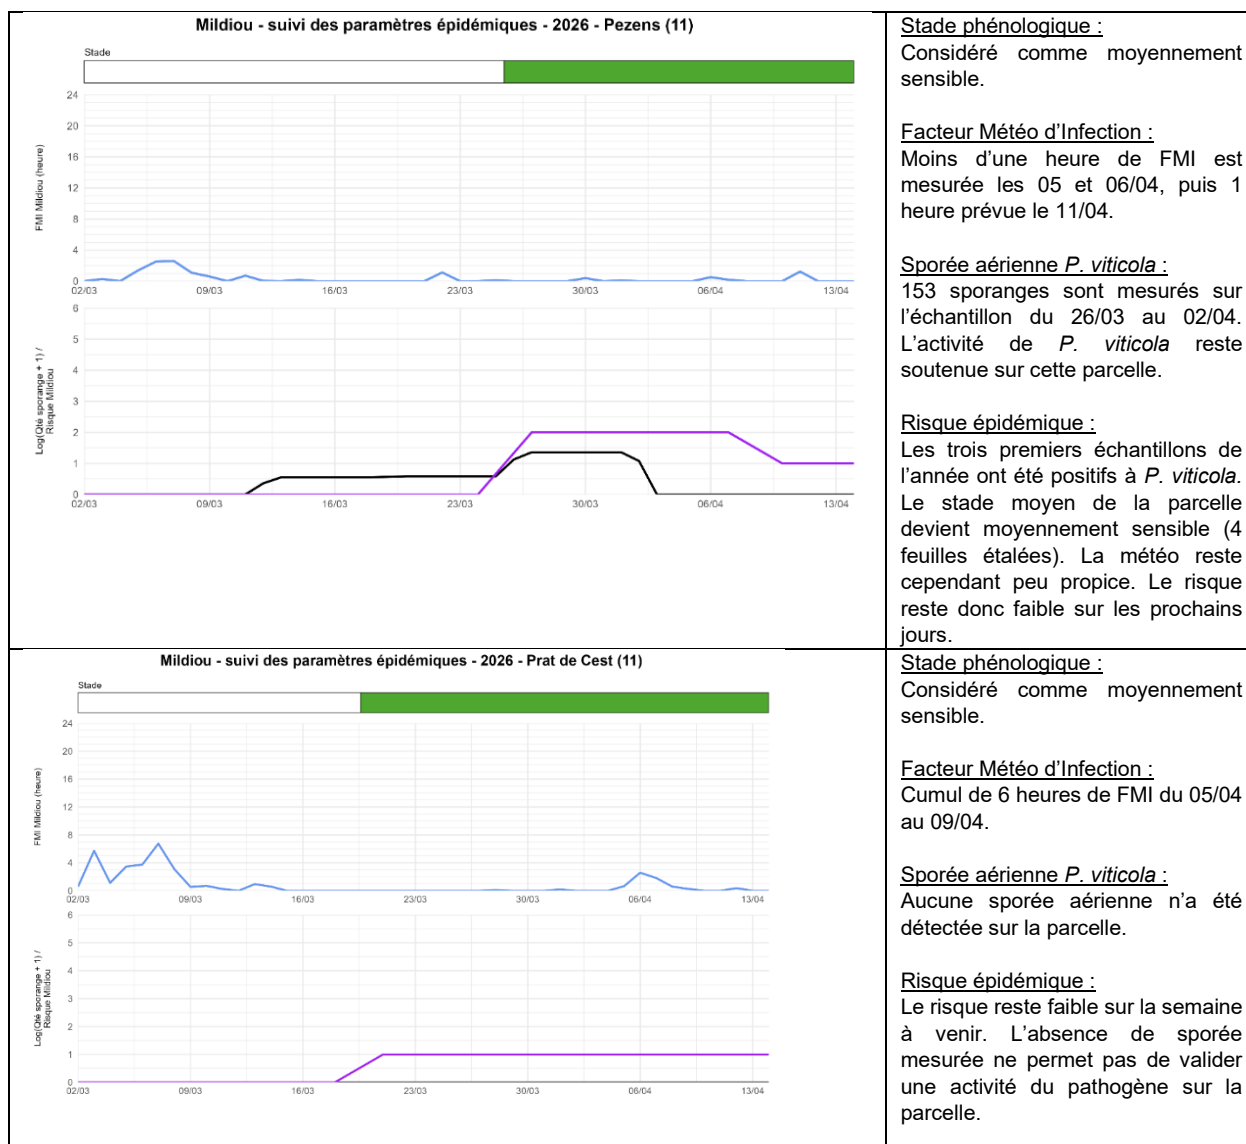 Mildiou - suivi des paramètres épidémiques - 2026 - Pezens (11)
Stade
24
20
16
12
8
4
0
FMI Mildiou (heure)
02/03 09/03 16/03 23/03 30/03 06/04 13/04
6
5
4
3
2
1
0
Log(Qté sporange + 1) /
Risque Mildiou
02/03 09/03 16/03 23/03 30/03 06/04 13/04
Stade phénologique :
Considéré comme moyennement
sensible.
Facteur Météo d’Infection :
Moins d’une heure de FMI est
mesurée les 05 et 06/04, puis 1
heure prévue le 11/04.
Sporée aérienne P. viticola :
153 sporanges sont mesurés sur
l’échantillon du 26/03 au 02/04.
L’activité de P. viticola reste
soutenue sur cette parcelle.
Risque épidémique :
Les trois premiers échantillons de
l’année ont été positifs à P. viticola.
Le stade moyen de la parcelle
devient moyennement sensible (4
feuilles étalées). La météo reste
cependant peu propice. Le risque
reste donc faible sur les prochains
jours.
Mildiou - suivi des paramètres épidémiques - 2026 - Prat de Cest (11)
Stade
24
20
16
12
8
4
0
FMI Mildiou (heure)
02/03 09/03 16/03 23/03 30/03 06/04 13/04
6
5
4
3
2
1
0
Log(Qté sporange + 1) /
Risque Mildiou
02/03 09/03 16/03 23/03 30/03 06/04 13/04
Stade phénologique :
Considéré comme moyennement
sensible.
Facteur Météo d’Infection :
Cumul de 6 heures de FMI du 05/04
au 09/04.
Sporée aérienne P. viticola :
Aucune sporée aérienne n’a été
détectée sur la parcelle.
Risque épidémique :
Le risque reste faible sur la semaine
à venir. L’absence de sporée
mesurée ne permet pas de valider
une activité du pathogène sur la
parcelle.